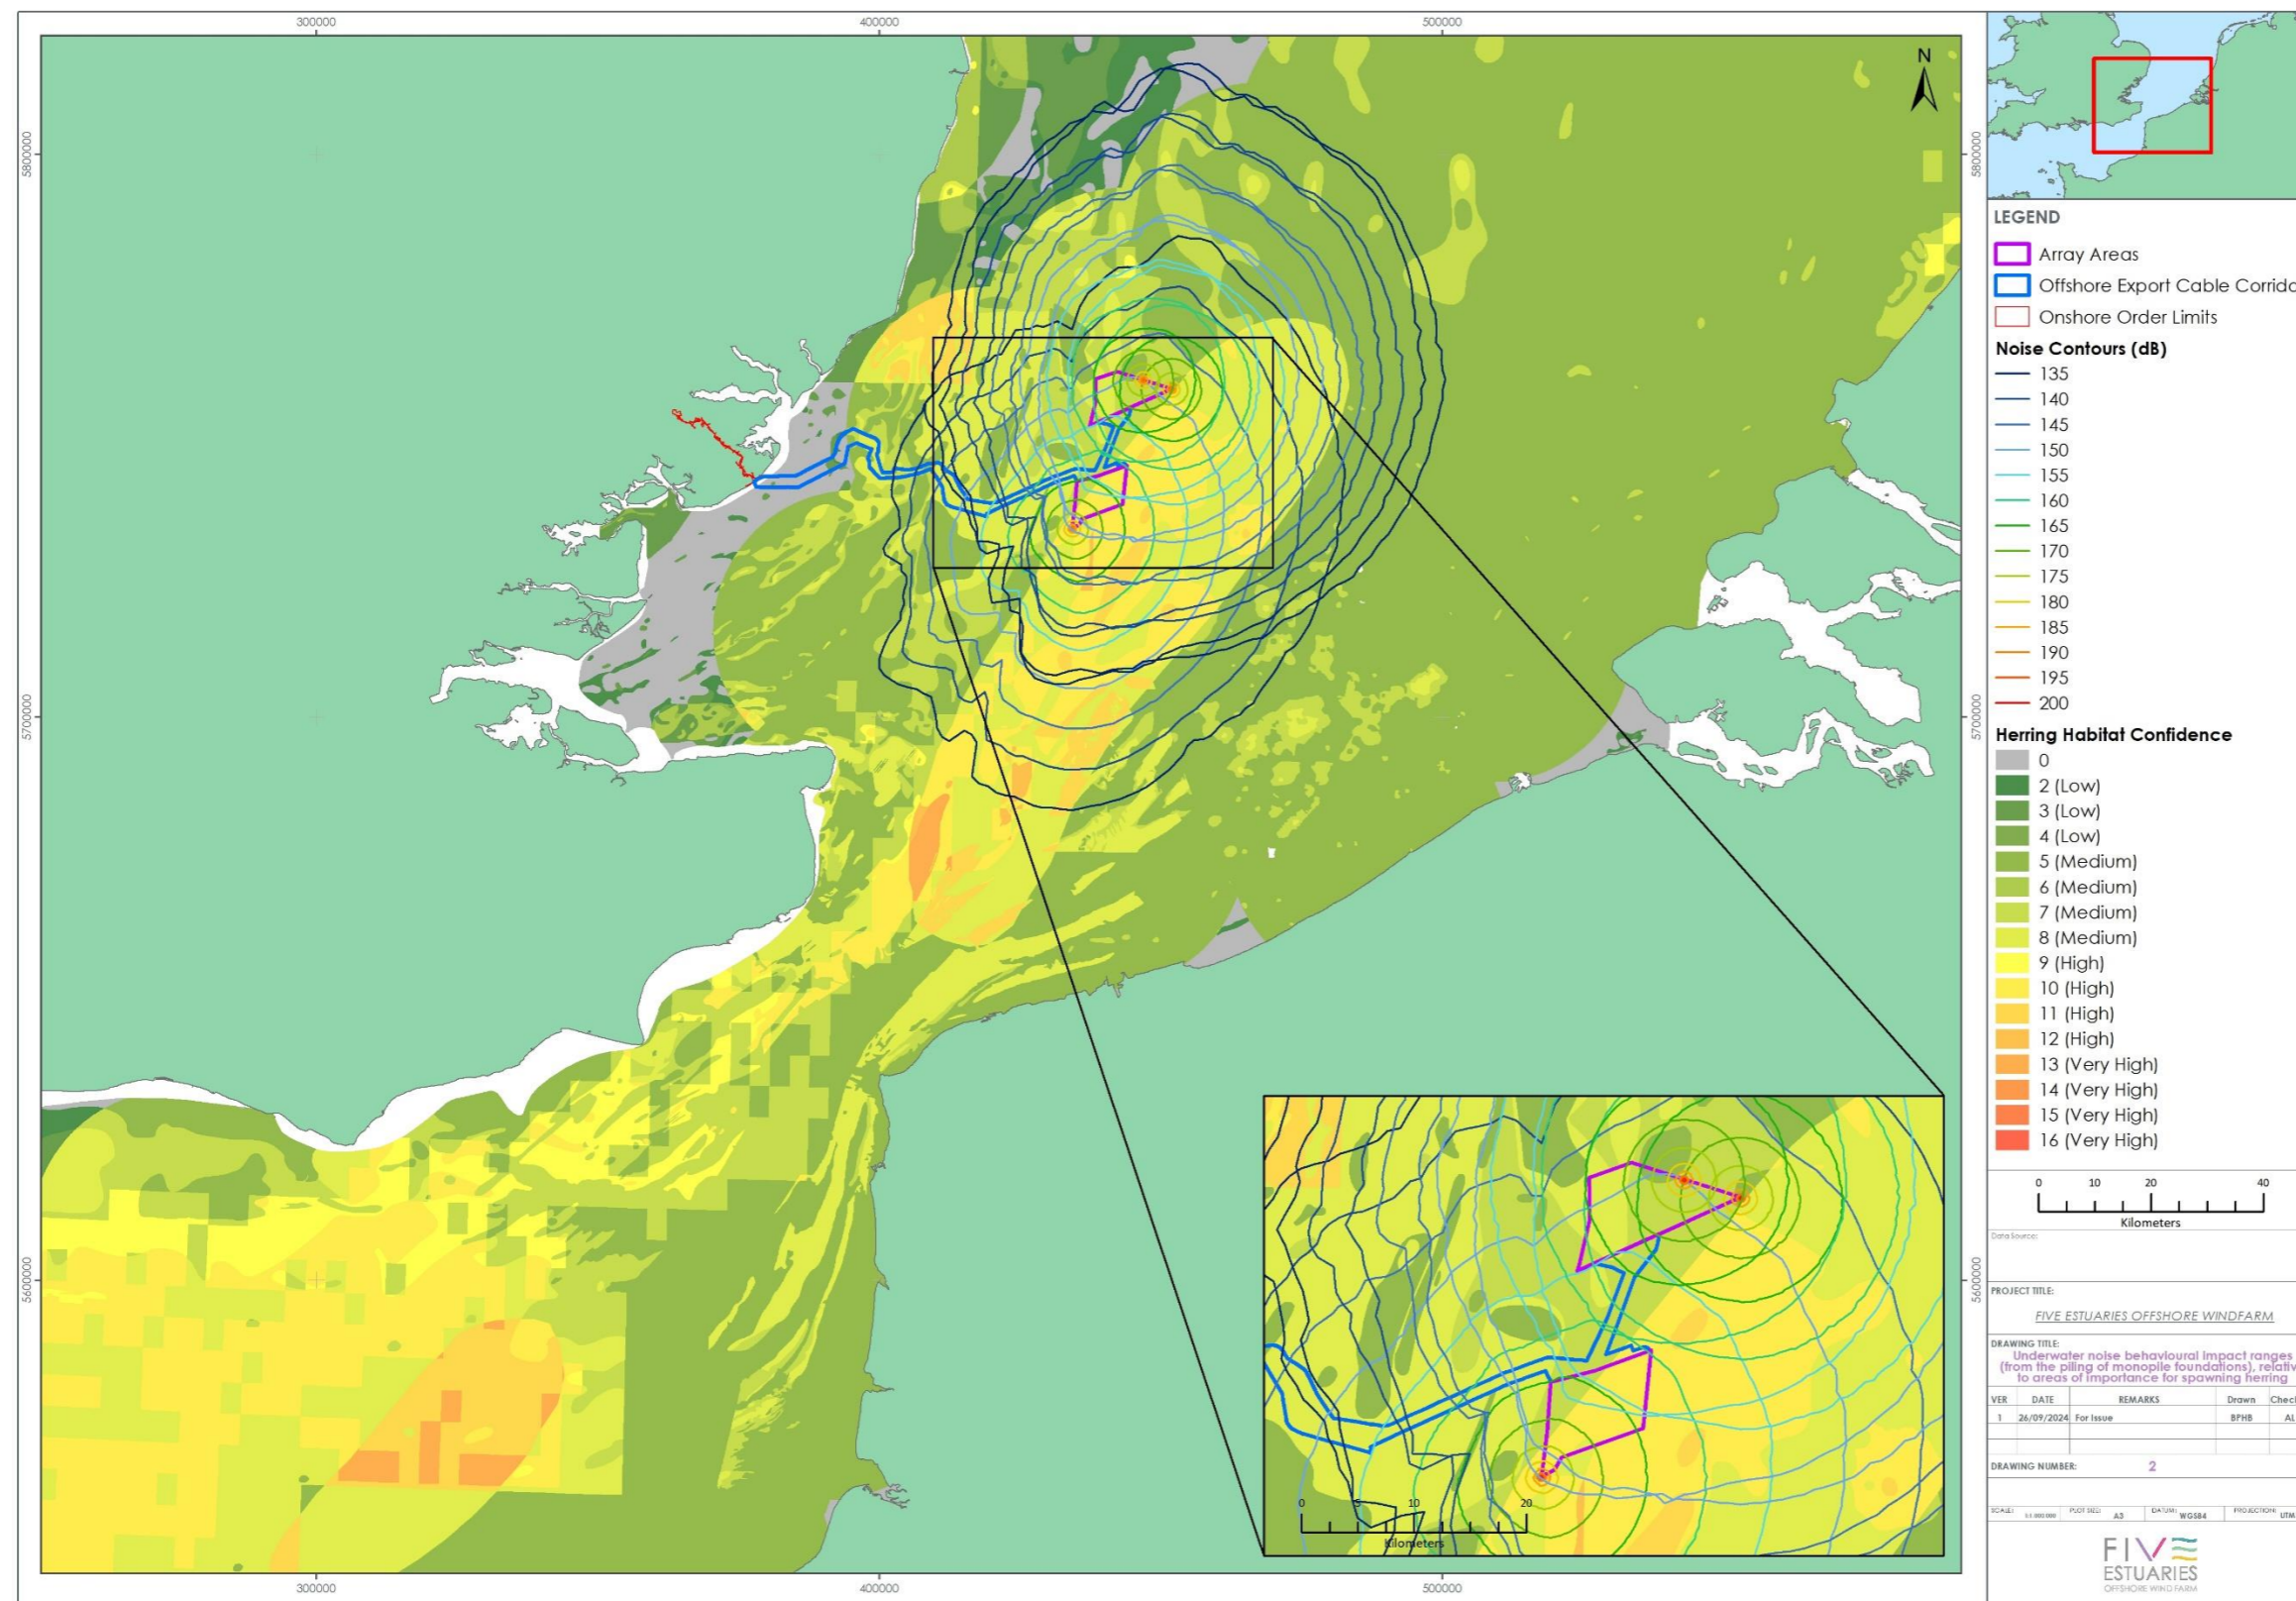 300000
400000
500000
5800000
5700000
5600000
N
5800000
5700000
5600000
300000
400000
500000
0
5
10
20
Kilometers
LEGEND
Array Areas
Offshore Export Cable Corrido
Onshore Order Limits
Noise Contours (dB)
135
140
145
150
155
160
165
170
175
180
185
190
195
200
Herring Habitat Confidence
0
2 (Low)
3 (Low)
4 (Low)
5 (Medium)
6 (Medium)
7 (Medium)
8 (Medium)
9 (High)
10 (High)
11 (High)
12 (High)
13 (Very High)
14 (Very High)
15 (Very High)
16 (Very High)
0 10 20 40
Kilometers
Data Source:
PROJECT TITLE:
FIVE ESTUARIES OFFSHORE WINDFARM
DRAWING TITLE:
Underwater noise behavioural impact ranges
(from the piling of monopile foundations), relativ
to areas of importance for spawning herring
VER DATE REMARKS Drawn Chec
1 26/09/2024 For Issue BPHB AL
DRAWING NUMBER: 2
SCALE: PLOT SIZE: A3 DATUM: WGS84 PROJECTION: UTM
FIVE
ESTUARIES
OFFSHORE WIND FARM